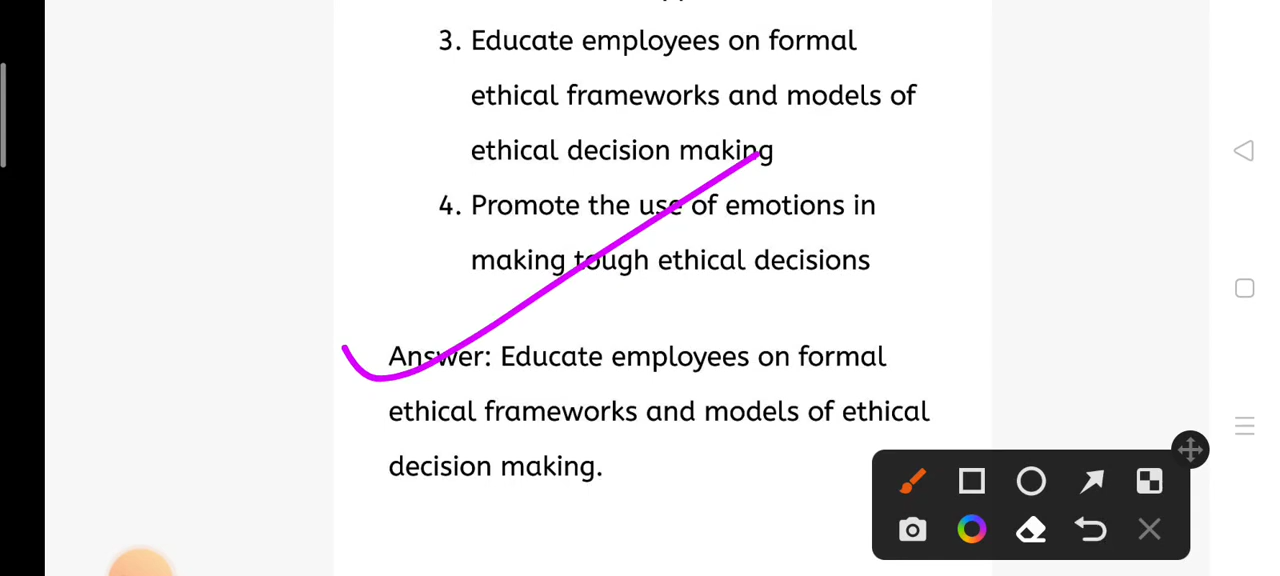 3. Educate employees on formal
ethical frameworks and models of
ethical decision making
4. Promote the use of emotions in
making tough ethical decisions
Answer: Educate employees on formal
ethical frameworks and models of ethical
decision making.